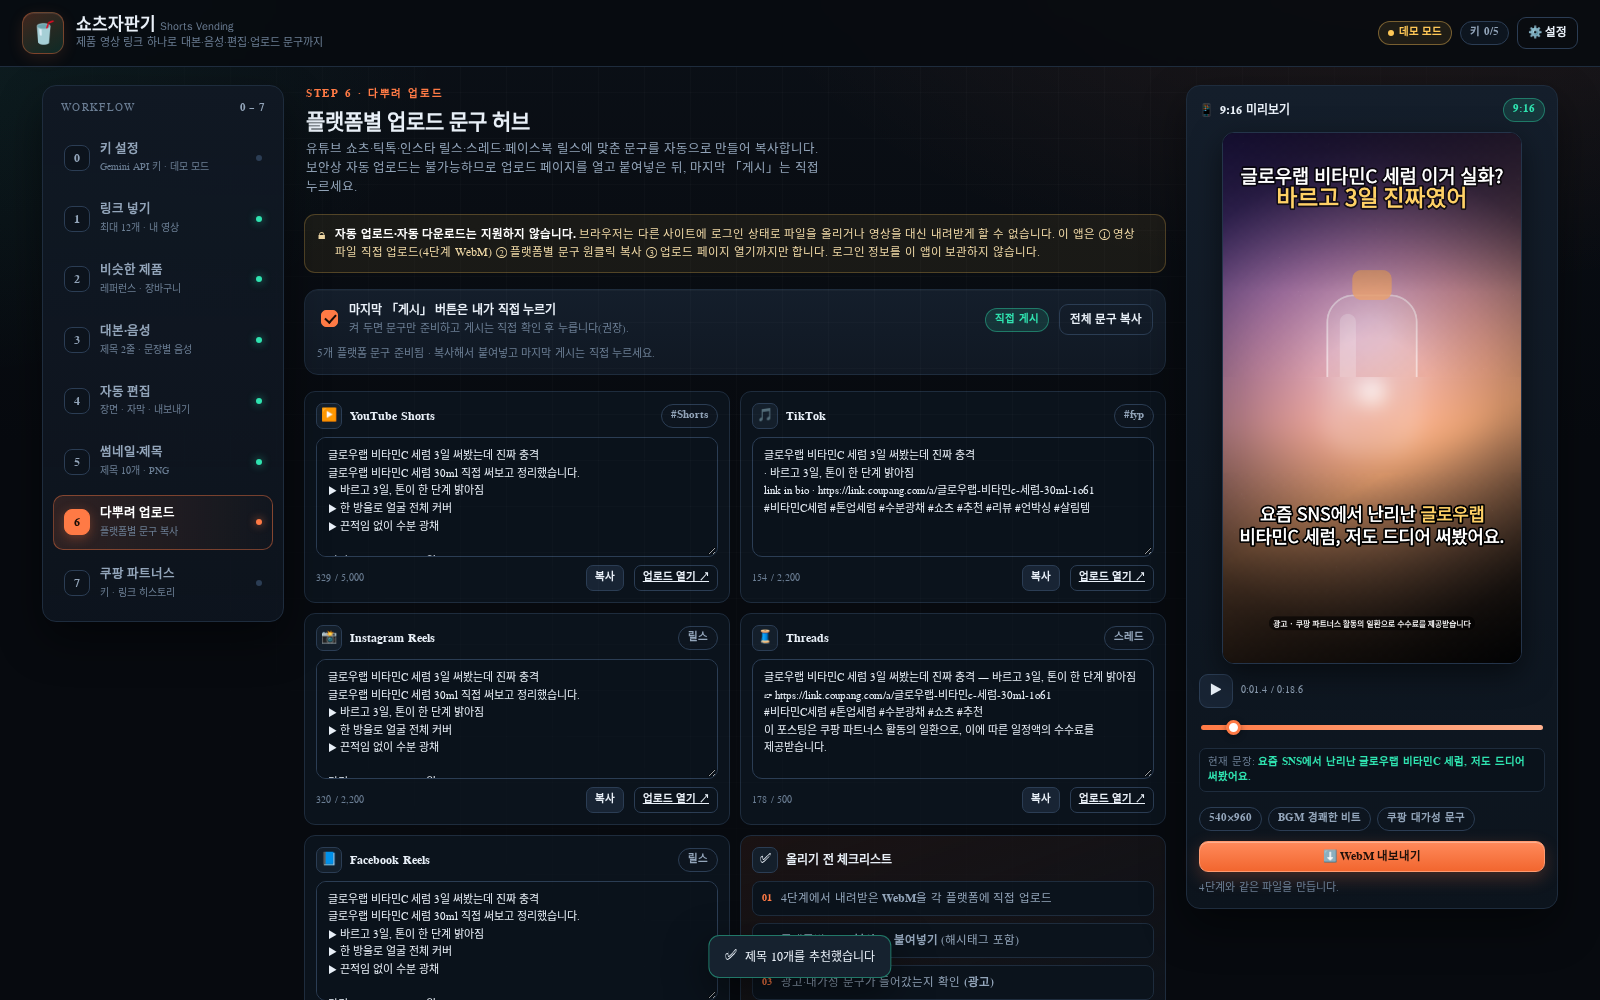 쇼츠자판기 Shorts Vending
제품 영상 링크 하나로 대본·음성·편집·업로드 문구까지
데모 모드
키 0/5
설정
WORKFLOW
0 – 7
0
키 설정
Gemini API 키 · 데모 모드
1
링크 넣기
최대 12개 · 내 영상
2
비슷한 제품
레퍼런스 · 장바구니
3
대본·음성
제목 2줄 · 문장별 음성
4
자동 편집
장면 · 자막 · 내보내기
5
썸네일·제목
제목 10개 · PNG
6
다뿌려 업로드
플랫폼별 문구 복사
7
쿠팡 파트너스
키 · 링크 히스토리
STEP 6 · 다뿌려 업로드
플랫폼별 업로드 문구 허브
유튜브 쇼츠·틱톡·인스타 릴스·스레드·페이스북 릴스에 맞춘 문구를 자동으로 만들어 복사합니다.
보안상 자동 업로드는 불가능하므로 업로드 페이지를 열고 붙여넣은 뒤, 마지막 「게시」는 직접
누르세요.
자동 업로드·자동 다운로드는 지원하지 않습니다. 브라우저는 다른 사이트에 로그인 상태로 파일을 올리거나 영상을 대신 내려받게 할 수 없습니다. 이 앱은 ① 영상
파일 직접 업로드(4단계 WebM) ② 플랫폼별 문구 원클릭 복사 ③ 업로드 페이지 열기까지만 합니다. 로그인 정보를 이 앱이 보관하지 않습니다.
마지막 「게시」 버튼은 내가 직접 누르기
켜 두면 문구만 준비하고 게시는 직접 확인 후 누릅니다(권장).
직접 게시
전체 문구 복사
5개 플랫폼 문구 준비됨 · 복사해서 붙여넣고 마지막 게시는 직접 누르세요.
YouTube Shorts
#Shorts
글로우랩 비타민C 세럼 3일 써봤는데 진짜 충격
글로우랩 비타민C 세럼 30ml 직접 써보고 정리했습니다.
▶ 바르고 3일, 톤이 한 단계 밝아짐
▶ 한 방울로 얼굴 전체 커버
▶ 끈적임 없이 수분 광채
329 / 5,000
복사
업로드 열기 ↗
TikTok
#fyp
글로우랩 비타민C 세럼 3일 써봤는데 진짜 충격
· 바르고 3일, 톤이 한 단계 밝아짐
link in bio · https://link.coupang.com/a/글로우랩-비타민c-세럼-30ml-1o61
#비타민C세럼 #톤업세럼 #수분광채 #쇼츠 #추천 #리뷰 #언박싱 #살림템
154 / 2,200
복사
업로드 열기 ↗
Instagram Reels
릴스
글로우랩 비타민C 세럼 3일 써봤는데 진짜 충격
글로우랩 비타민C 세럼 30ml 직접 써보고 정리했습니다.
▶ 바르고 3일, 톤이 한 단계 밝아짐
▶ 한 방울로 얼굴 전체 커버
▶ 끈적임 없이 수분 광채
320 / 2,200
복사
업로드 열기 ↗
Threads
스레드
글로우랩 비타민C 세럼 3일 써봤는데 진짜 충격 — 바르고 3일, 톤이 한 단계 밝아짐
👉 https://link.coupang.com/a/글로우랩-비타민c-세럼-30ml-1o61
#비타민C세럼 #톤업세럼 #수분광채 #쇼츠 #추천
이 포스팅은 쿠팡 파트너스 활동의 일환으로, 이에 따른 일정액의 수수료를
제공받습니다.
178 / 500
복사
업로드 열기 ↗
Facebook Reels
릴스
글로우랩 비타민C 세럼 3일 써봤는데 진짜 충격
글로우랩 비타민C 세럼 30ml 직접 써보고 정리했습니다.
▶ 바르고 3일, 톤이 한 단계 밝아짐
▶ 한 방울로 얼굴 전체 커버
▶ 끈적임 없이 수분 광채
올리기 전 체크리스트
01 4단계에서 내려받은 WebM을 각 플랫폼에 직접 업로드
붙여넣기 (해시태그 포함)
03 광고·대가성 문구가 들어갔는지 확인 (광고)
제목 10개를 추천했습니다
9:16 미리보기
9:16
글로우랩 비타민C 세럼 이거 실화?
바르고 3일 진짜였어
요즘 SNS에서 난리난 글로우랩
비타민C 세럼, 저도 드디어 써봤어요.
광고 · 쿠팡 파트너스 활동의 일환으로 수수료를 제공받습니다
0:01.4 / 0:18.6
현재 문장: 요즘 SNS에서 난리난 글로우랩 비타민C 세럼, 저도 드디어
써봤어요.
540×960
BGM 경쾌한 비트
쿠팡 대가성 문구
WebM 내보내기
4단계와 같은 파일을 만듭니다.